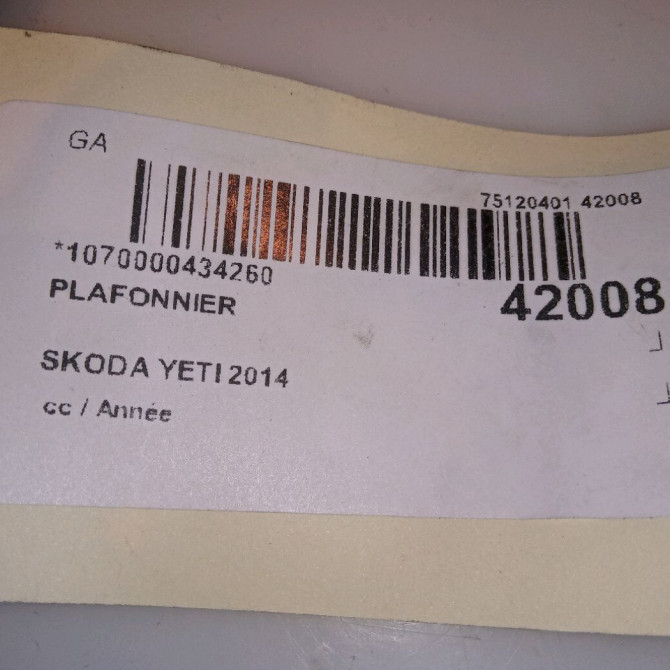 GA
75120401 42008
*1070000434260
42008
PLAFONNIER
SKODA YETI 2014
cc / Année